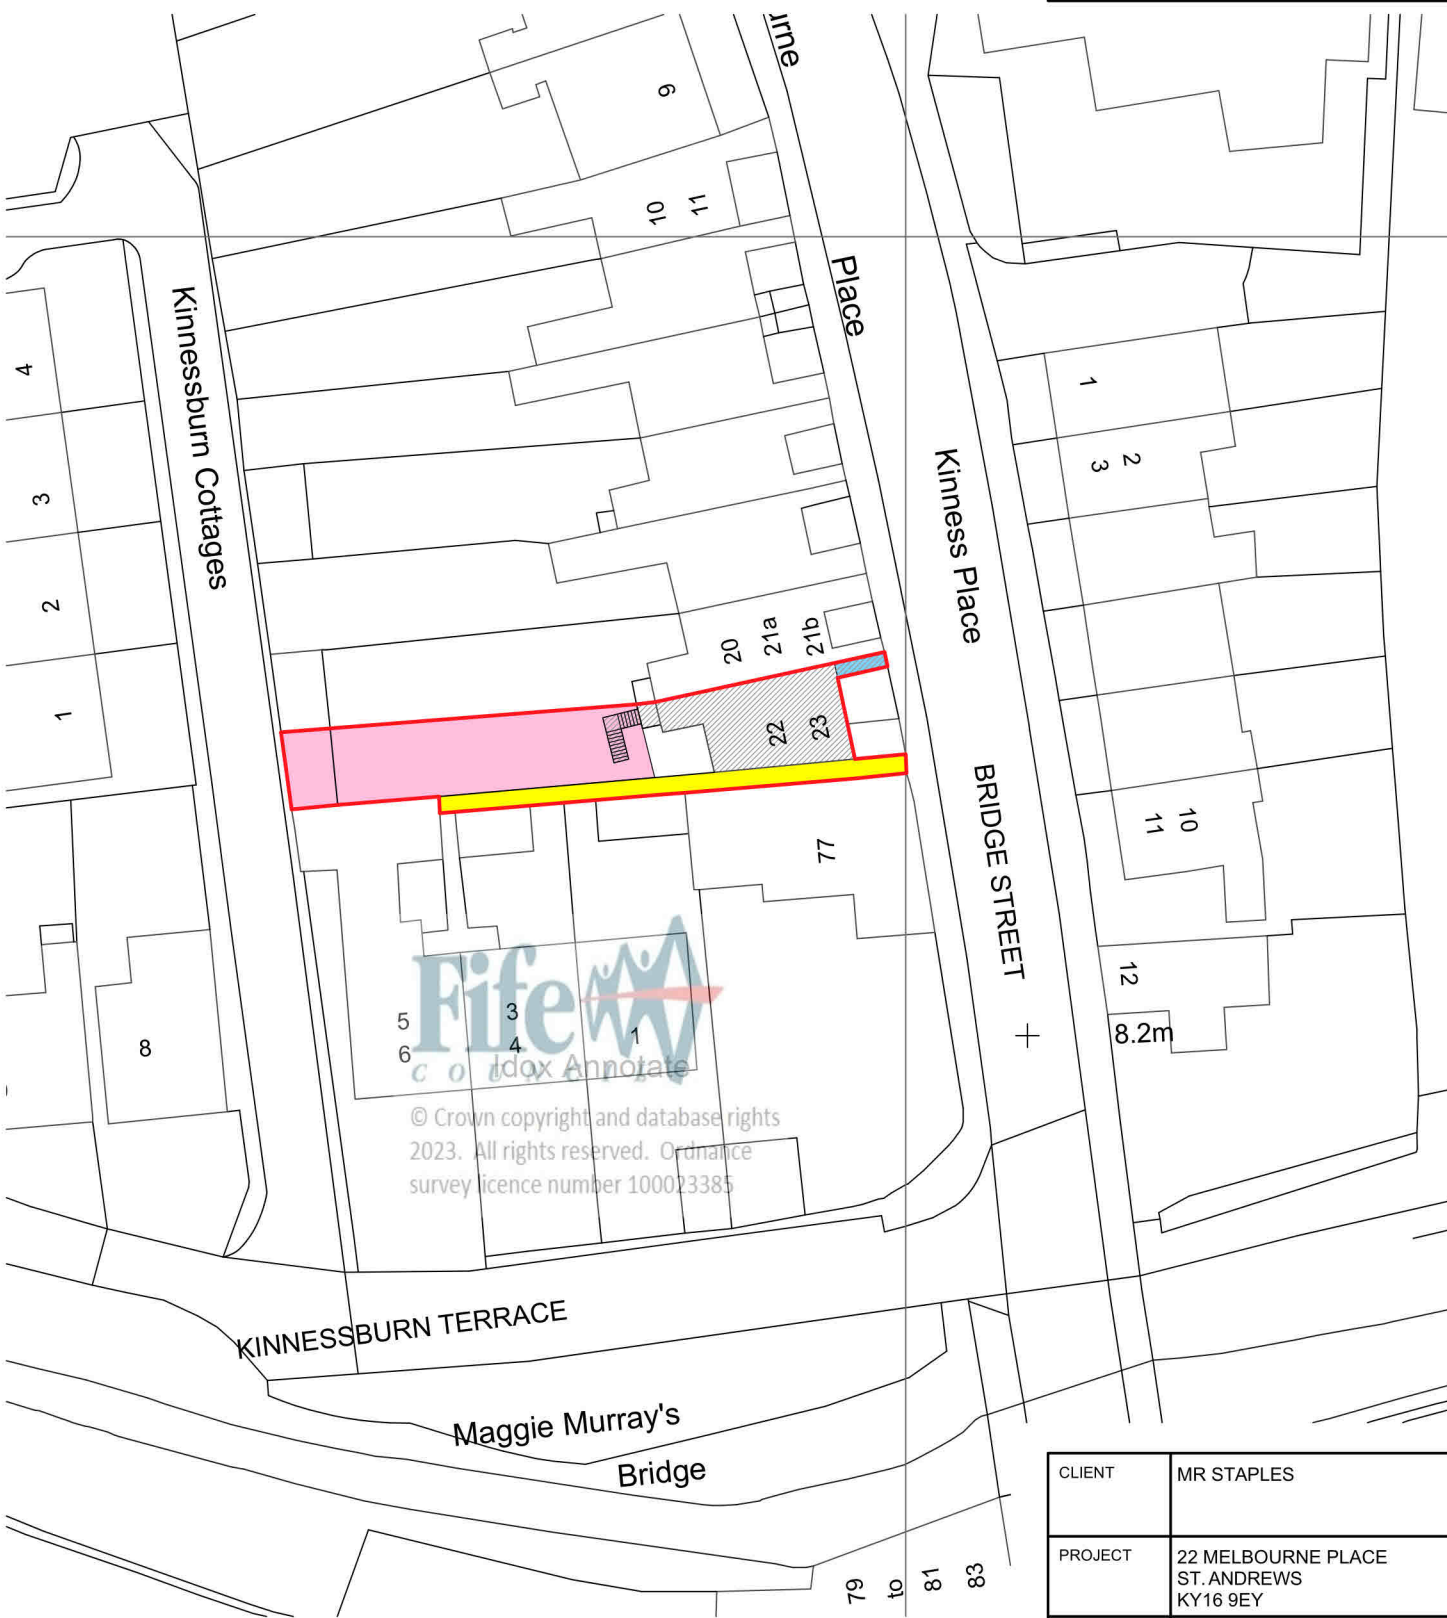 urne
9
10
11
Place
Kinnessburn Cottages
4
3
2
1
Kinness Place
1
2
3
20
21a
21b
22
23
BRIDGE STREET
10
11
77
12
8.2m
8
5
6
3
4
1
Fife
COUNCIL
Idox Annotate
© Crown copyright and database rights
2023. All rights reserved. Ordnance
survey licence number 100023385
KINNESSBURN TERRACE
Maggie Murray's
Bridge
79
to
81
83
CLIENT
MR STAPLES
PROJECT
22 MELBOURNE PLACE
ST. ANDREWS
KY16 9EY